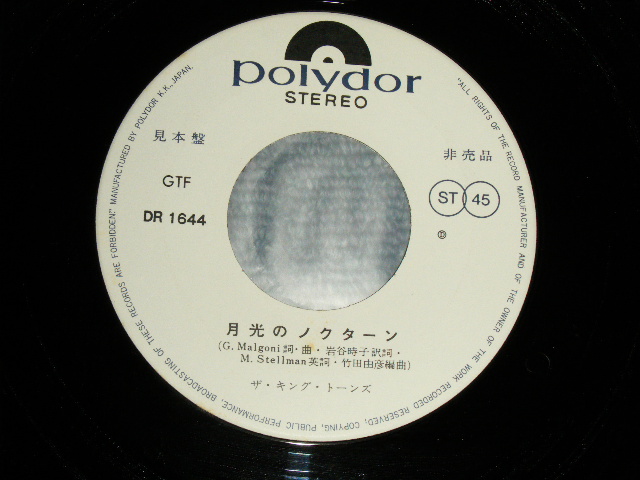 polydor
STEREO
見本盤
非売品
GTF
ST 45
DR 1644
Ⓓ
月光のノクターン
(G. Malgoni詞・曲・岩谷時子訳詞・
M. Stellman英詞・竹田由彦編曲)
ザ・キング・トーンズ
"ALL RIGHTS OF THE RECORD MANUFACTURER AND OF THE OWNER OF THE WORK RECORDED RESERVED, COPYING, PUBLIC PERFORMANCE, BROADCASTING OF THESE RECORDS ARE FORBIDDEN" MANUFACTURED BY POLYDOR K.K., JAPAN.